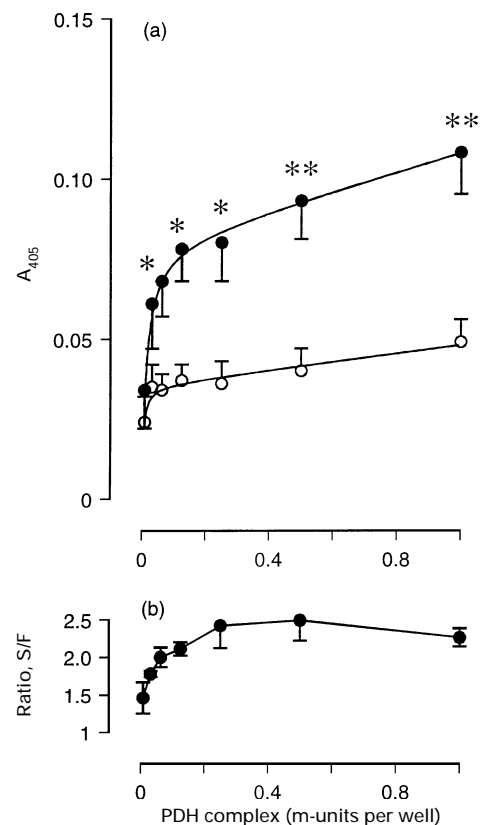 (a)
0.15
0.10
0.05
0
A405
* * * ** **
0 0.4 0.8
(b)
2.5
2.0
1.5
1
Ratio, S/F
0 0.4 0.8
PDH complex (m-units per well)